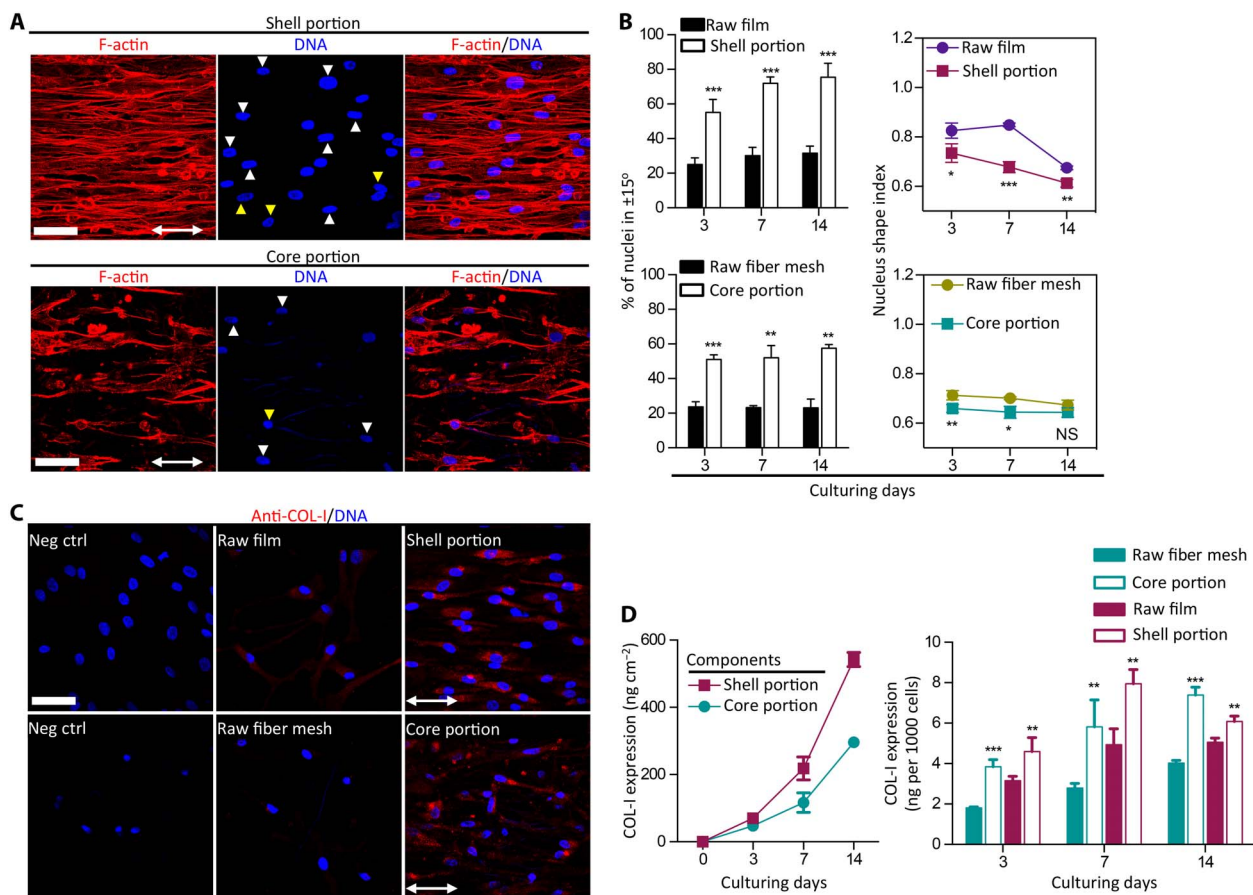 A
Shell portion
F-actin
DNA
F-actin/DNA
Core portion
F-actin
DNA
F-actin/DNA
B
% of nuclei in ±15°
Raw film
Shell portion
100
80
60
40
20
0
***
***
***
3
7
14
Raw fiber mesh
Core portion
100
80
60
40
20
0
***
**
**
3
7
14
Nucleus shape index
1.2
1.0
0.8
0.6
Raw film
Shell portion
*
***
**
3
7
14
1.2
1.0
0.8
0.6
Raw fiber mesh
Core portion
**
*
NS
3
7
14
Culturing days
C
Anti-COL-I/DNA
Neg ctrl
Raw film
Shell portion
Neg ctrl
Raw fiber mesh
Core portion
D
COL-I expression (ng cm⁻²)
600
400
200
0
Components
Shell portion
Core portion
0
3
7
14
Culturing days
Raw fiber mesh
Core portion
Raw film
Shell portion
COL-I expression
(ng per 1000 cells)
10
8
6
4
2
0
***
**
**
**
***
**
3
7
14
Culturing days